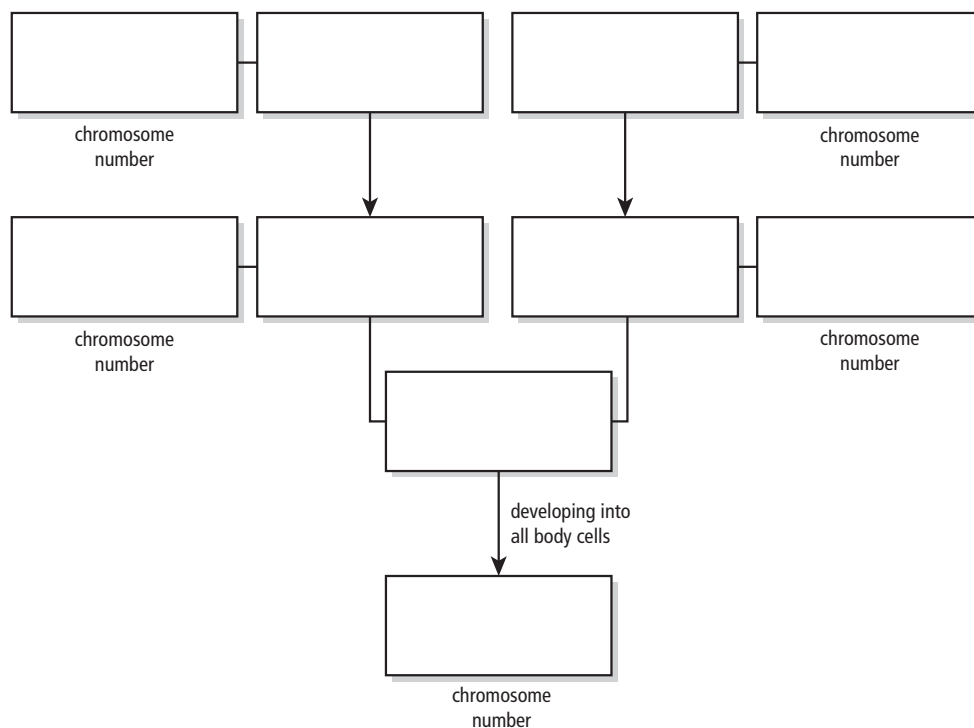 chromosome
number
chromosome
number
chromosome
number
chromosome
number
developing into
all body cells
chromosome
number